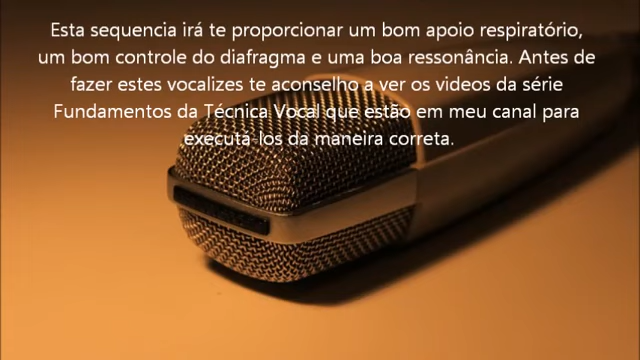 Esta sequencia irá te proporcionar um bom apoio respiratório,
um bom controle do diafragma e uma boa ressonância. Antes de
fazer estes vocalizes te aconselho a ver os videos da série
Fundamentos da Técnica Vocal que estão em meu canal para
executá-los da maneira correta.